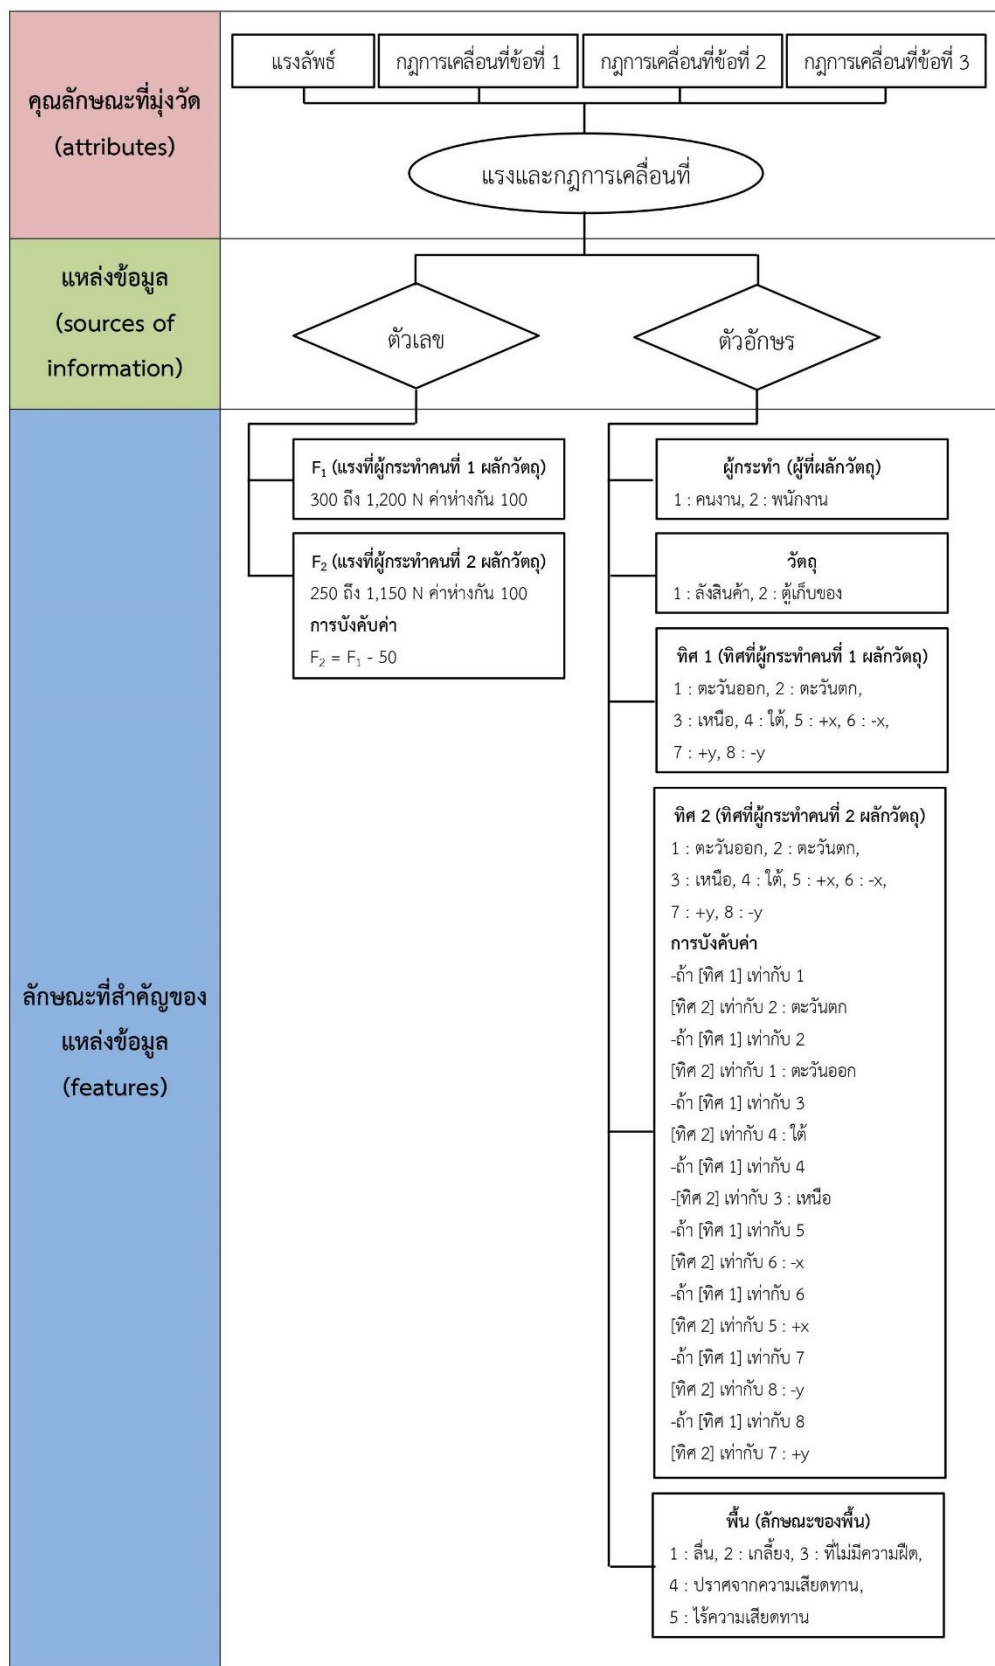 คุณลักษณะที่มุ่งวัด
(attributes)
แรงลัพธ์
กฎการเคลื่อนที่ข้อที่ 1
กฎการเคลื่อนที่ข้อที่ 2
กฎการเคลื่อนที่ข้อที่ 3
แรงและกฎการเคลื่อนที่
แหล่งข้อมูล
(sources of
information)
ตัวเลข
ตัวอักษร
ลักษณะที่สำคัญของ
แหล่งข้อมูล
(features)
F₁ (แรงที่ผู้กระทำคนที่ 1 ผลักวัตถุ)
300 ถึง 1,200 N ค่าห่างกัน 100
F₂ (แรงที่ผู้กระทำคนที่ 2 ผลักวัตถุ)
250 ถึง 1,150 N ค่าห่างกัน 100
การบังคับค่า
F₂ = F₁ - 50
ผู้กระทำ (ผู้ที่ผลักวัตถุ)
1 : คนงาน, 2 : พนักงาน
วัตถุ
1 : ลังสินค้า, 2 : ตู้เก็บของ
ทิศ 1 (ทิศที่ผู้กระทำคนที่ 1 ผลักวัตถุ)
1 : ตะวันออก, 2 : ตะวันตก,
3 : เหนือ, 4 : ใต้, 5 : +x, 6 : -x,
7 : +y, 8 : -y
ทิศ 2 (ทิศที่ผู้กระทำคนที่ 2 ผลักวัตถุ)
1 : ตะวันออก, 2 : ตะวันตก,
3 : เหนือ, 4 : ใต้, 5 : +x, 6 : -x,
7 : +y, 8 : -y
การบังคับค่า
-ถ้า [ทิศ 1] เท่ากับ 1
[ทิศ 2] เท่ากับ 2 : ตะวันตก
-ถ้า [ทิศ 1] เท่ากับ 2
[ทิศ 2] เท่ากับ 1 : ตะวันออก
-ถ้า [ทิศ 1] เท่ากับ 3
[ทิศ 2] เท่ากับ 4 : ใต้
-ถ้า [ทิศ 1] เท่ากับ 4
-[ทิศ 2] เท่ากับ 3 : เหนือ
-ถ้า [ทิศ 1] เท่ากับ 5
[ทิศ 2] เท่ากับ 6 : -x
-ถ้า [ทิศ 1] เท่ากับ 6
[ทิศ 2] เท่ากับ 5 : +x
-ถ้า [ทิศ 1] เท่ากับ 7
[ทิศ 2] เท่ากับ 8 : -y
-ถ้า [ทิศ 1] เท่ากับ 8
[ทิศ 2] เท่ากับ 7 : +y
พื้น (ลักษณะของพื้น)
1 : ลื่น, 2 : เกลี้ยง, 3 : ที่ไม่มีความฝืด,
4 : ปราศจากความเสียดทาน,
5 : ไร้ความเสียดทาน